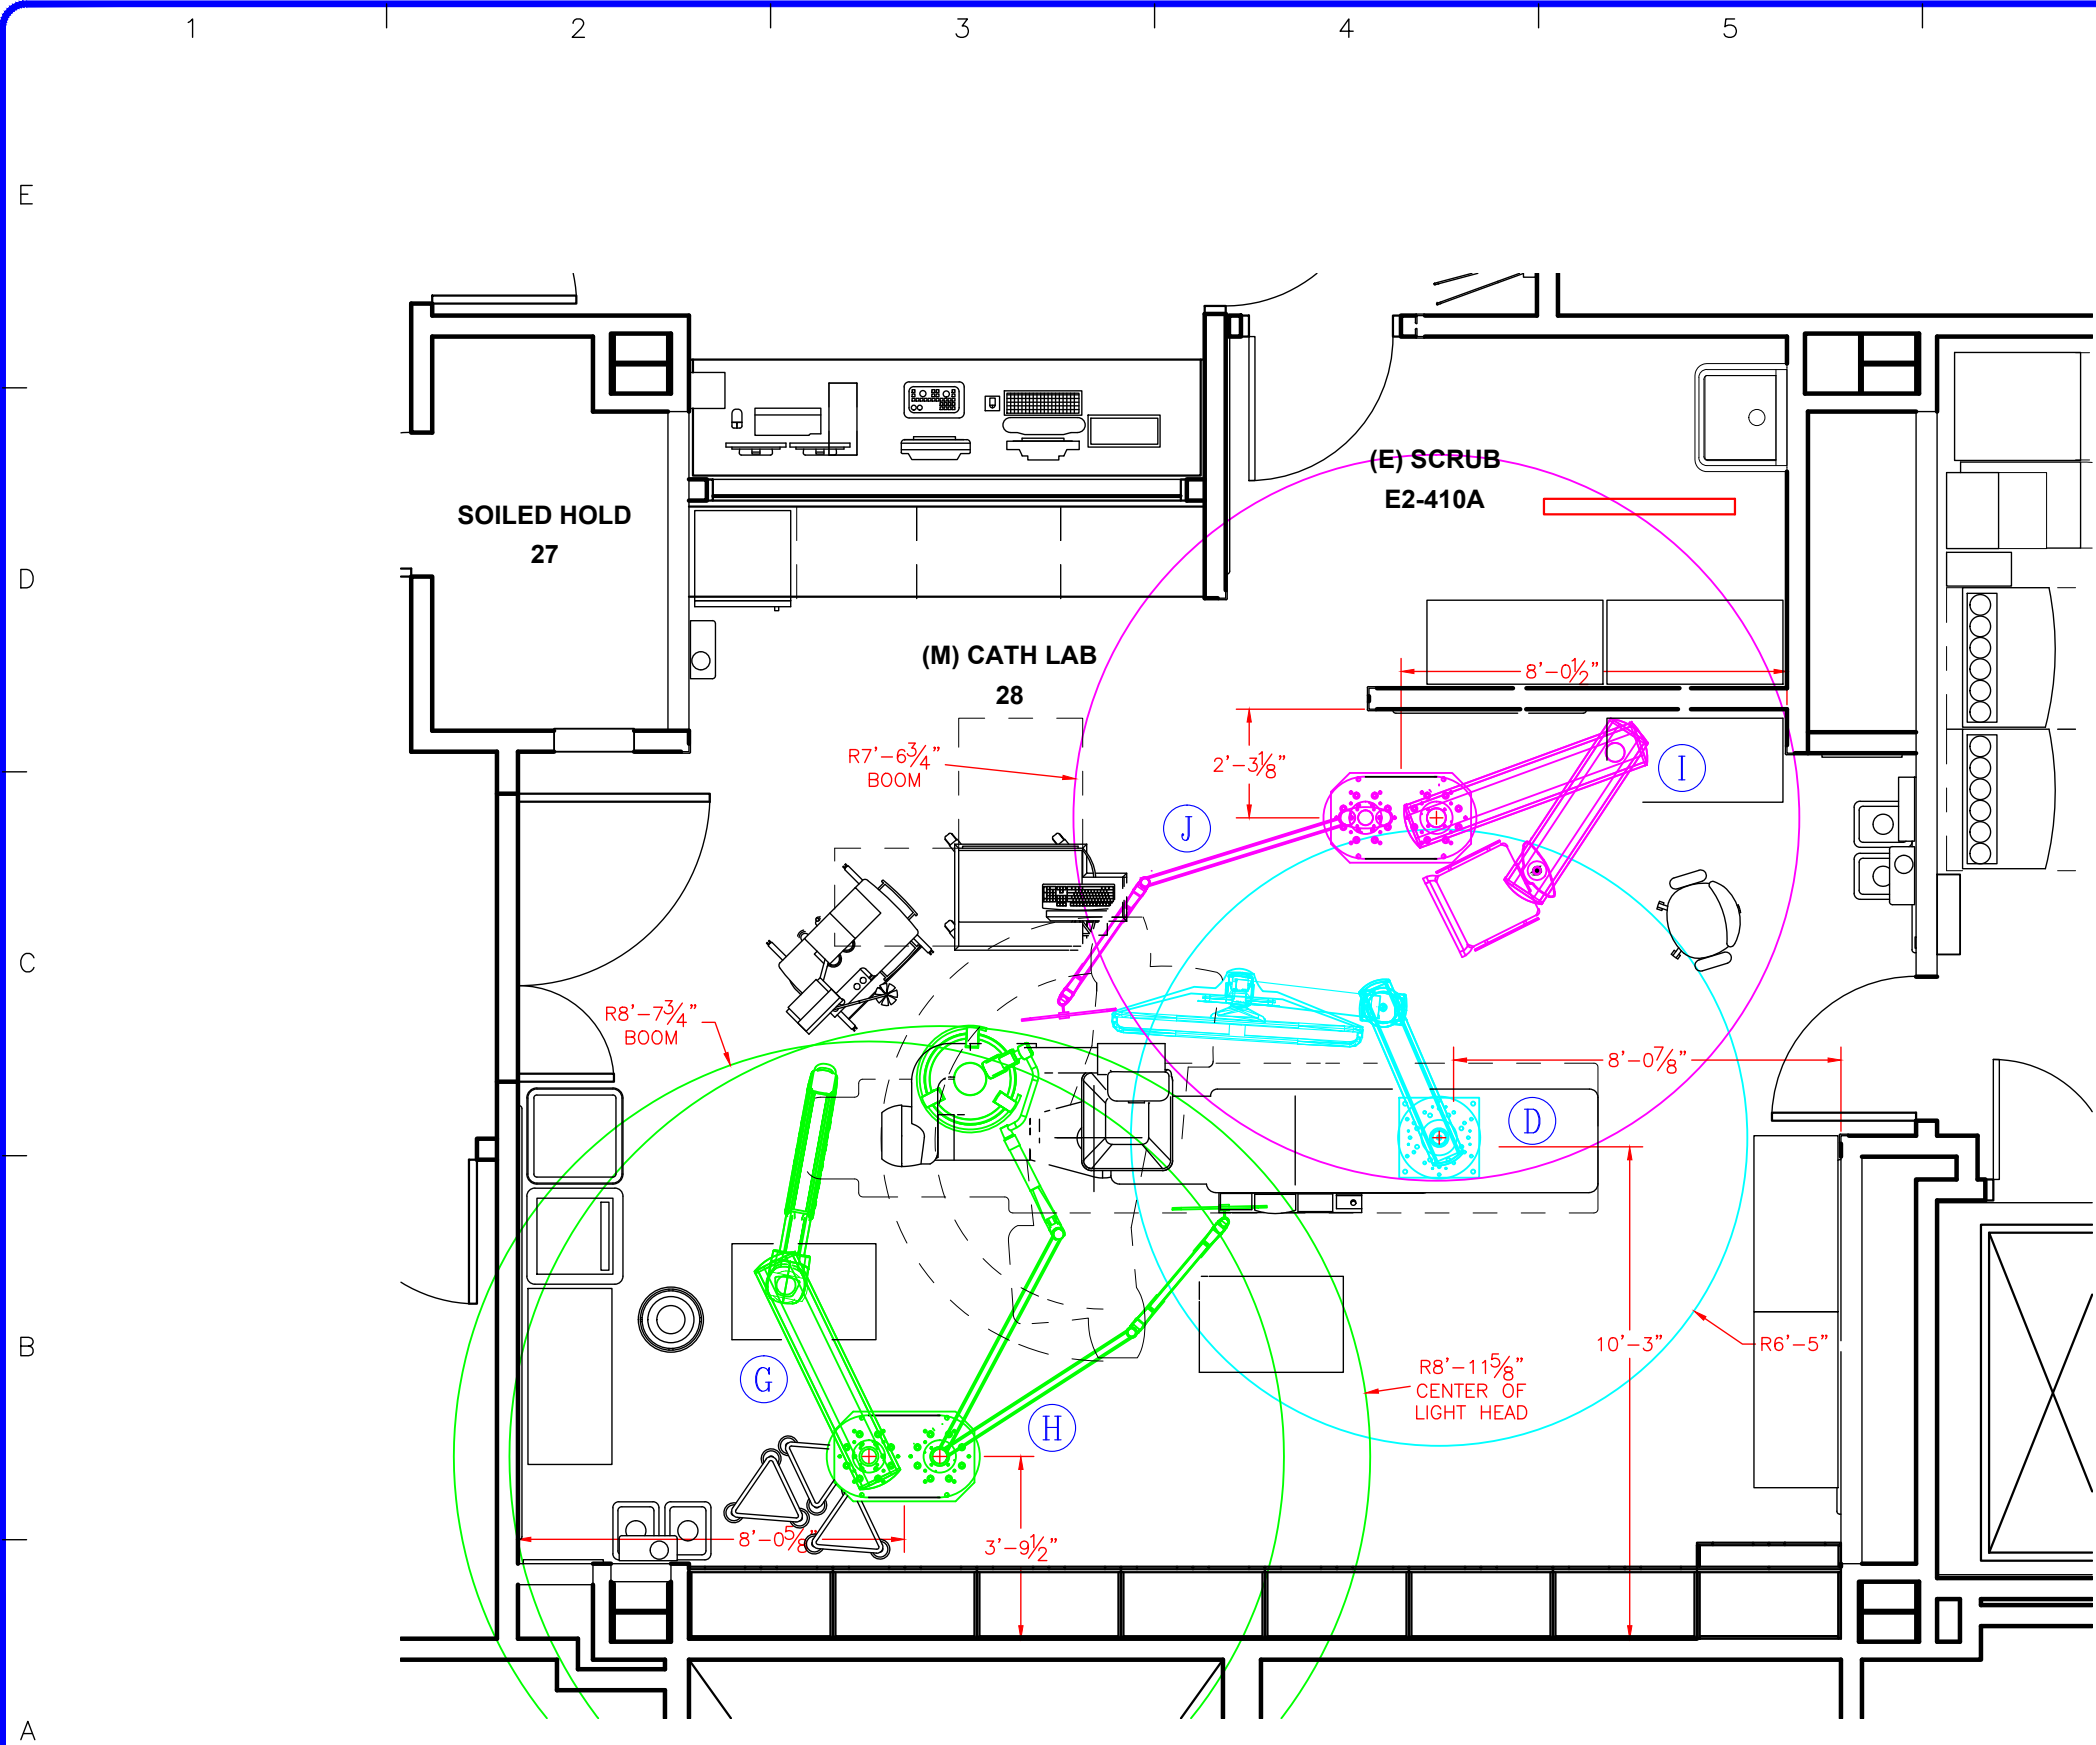 1
2
3
4
5
E
D
C
B
A
(E) SCRUB
E2-410A
SOILED HOLD
27
(M) CATH LAB
28
8'-0½"
R7'-6¾"
BOOM
2'-3⅛"
I
J
R8'-7¾"
BOOM
8'-0⅞"
D
10'-3"
R6'-5"
R8'-11⅝"
CENTER OF
LIGHT HEAD
G
H
8'-0⅝"
3'-9½"